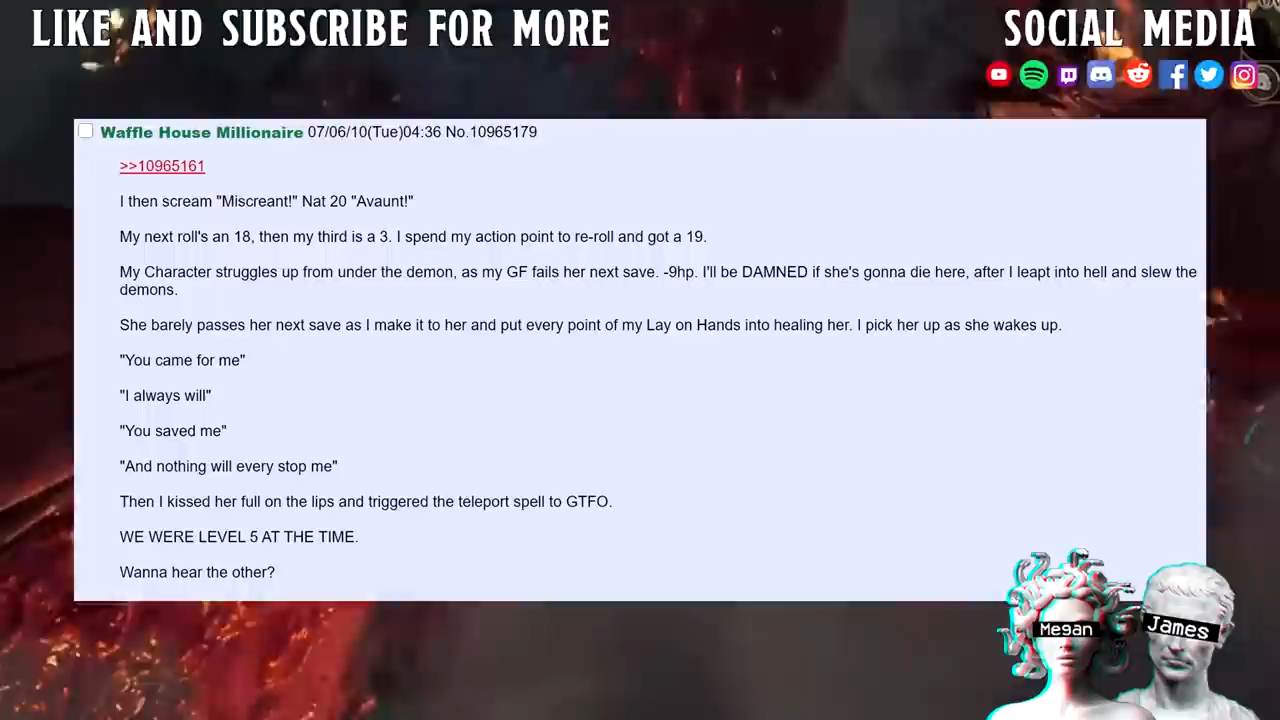 LIKE AND SUBSCRIBE FOR MORE
SOCIAL MEDIA
Waffle House Millionaire 07/06/10(Tue)04:36 No.10965179
>>10965161
I then scream "Miscreant!" Nat 20 "Avaunt!"
My next roll's an 18, then my third is a 3. I spend my action point to re-roll and got a 19.
My Character struggles up from under the demon, as my GF fails her next save. -9hp. I'll be DAMNED if she's gonna die here, after I leapt into hell and slew the
demons.
She barely passes her next save as I make it to her and put every point of my Lay on Hands into healing her. I pick her up as she wakes up.
"You came for me"
"I always will"
"You saved me"
"And nothing will every stop me"
Then I kissed her full on the lips and triggered the teleport spell to GTFO.
WE WERE LEVEL 5 AT THE TIME.
Wanna hear the other?
Megan
James